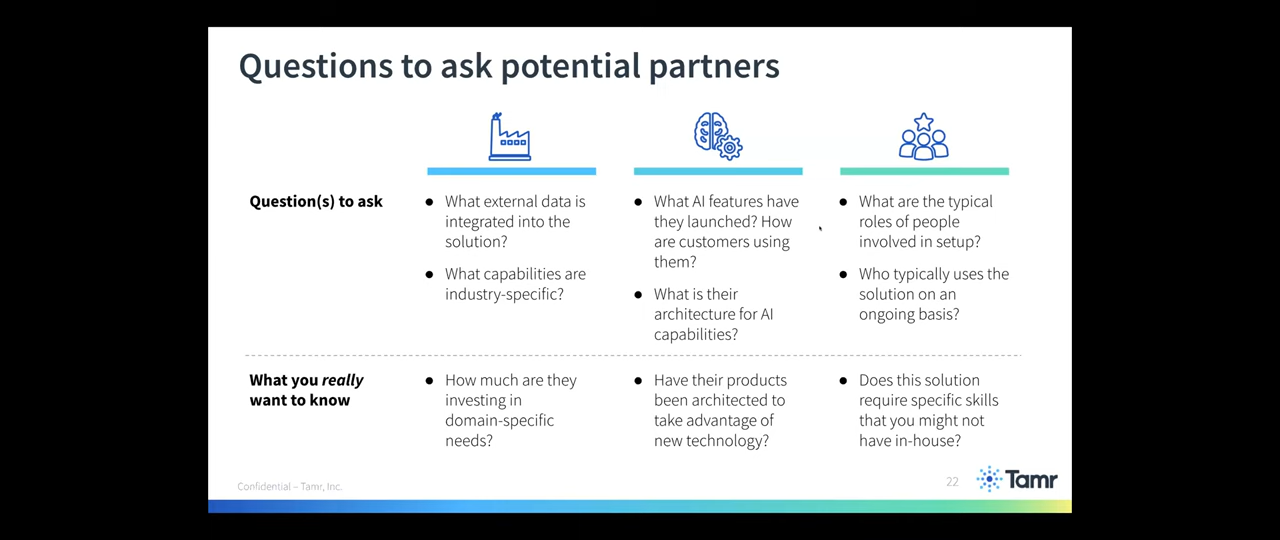 Questions to ask potential partners
Question(s) to ask
What external data is
integrated into the
solution?
What capabilities are
industry-specific?
What AI features have
they launched? How
are customers using
them?
What is their
architecture for AI
capabilities?
What are the typical
roles of people
involved in setup?
Who typically uses the
solution on an
ongoing basis?
What you really
want to know
How much are they
investing in
domain-specific
needs?
Have their products
been architected to
take advantage of
new technology?
Does this solution
require specific skills
that you might not
have in-house?
Confidential – Tamr, Inc.
22
Tamr